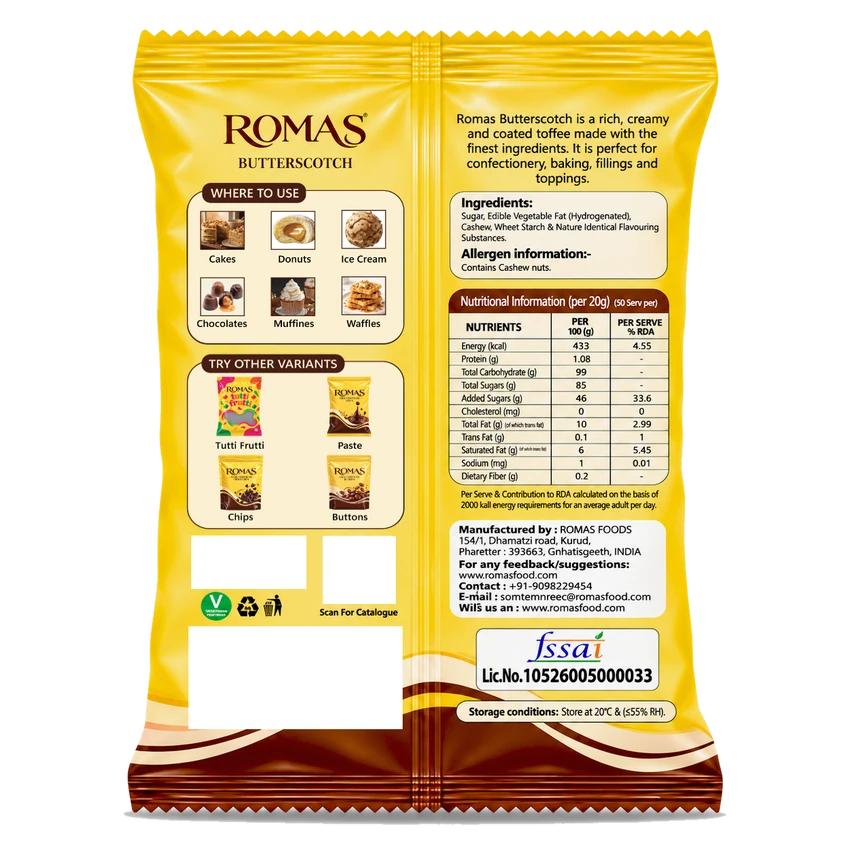 ROMAS®
BUTTERSCOTCH
WHERE TO USE
Cakes
Donuts
Ice Cream
Chocolates
Muffines
Waffles
TRY OTHER VARIANTS
ROMAS
tutti
frutti
Tutti Frutti
ROMAS
Paste
ROMAS
Chips
ROMAS
Buttons
V
Scan For Catalogue
Romas Butterscotch is a rich, creamy
and coated toffee made with the
finest ingredients. It is perfect for
confectionery, baking, fillings and
toppings.
Ingredients:
Sugar, Edible Vegetable Fat (Hydrogenated),
Cashew, Wheet Starch & Nature Identical Flavouring
Substances.
Allergen information:-
Contains Cashew nuts.
Nutritional Information (per 20g) (50 Serv per)
NUTRIENTS PER 100 (g) PER SERVE % RDA
Energy (kcal) 433 4.55
Protein (g) 1.08 -
Total Carbohydrate (g) 99 -
Total Sugars (g) 85 -
Added Sugars (g) 46 33.6
Cholesterol (mg) 0 0
Total Fat (g) (of which trans fat) 10 2.99
Trans Fat (g) 0.1 1
Saturated Fat (g) (of which trans fat) 6 5.45
Sodium (mg) 1 0.01
Dietary Fiber (g) 0.2 -
Per Serve & Contribution to RDA calculated on the basis of
2000 kall energy requirements for an average adult per day.
Manufactured by : ROMAS FOODS
154/1, Dhamatzi road, Kurud,
Pharetter : 393663, Gnhatisgeeth, INDIA
For any feedback/suggestions:
www.romasfood.com
Contact : +91-9098229454
E-mail : somtemnreec@romasfood.com
Wils us an : www.romasfood.com
fssai
Lic.No.10526005000033
Storage conditions: Store at 20°C & (≤55% RH).